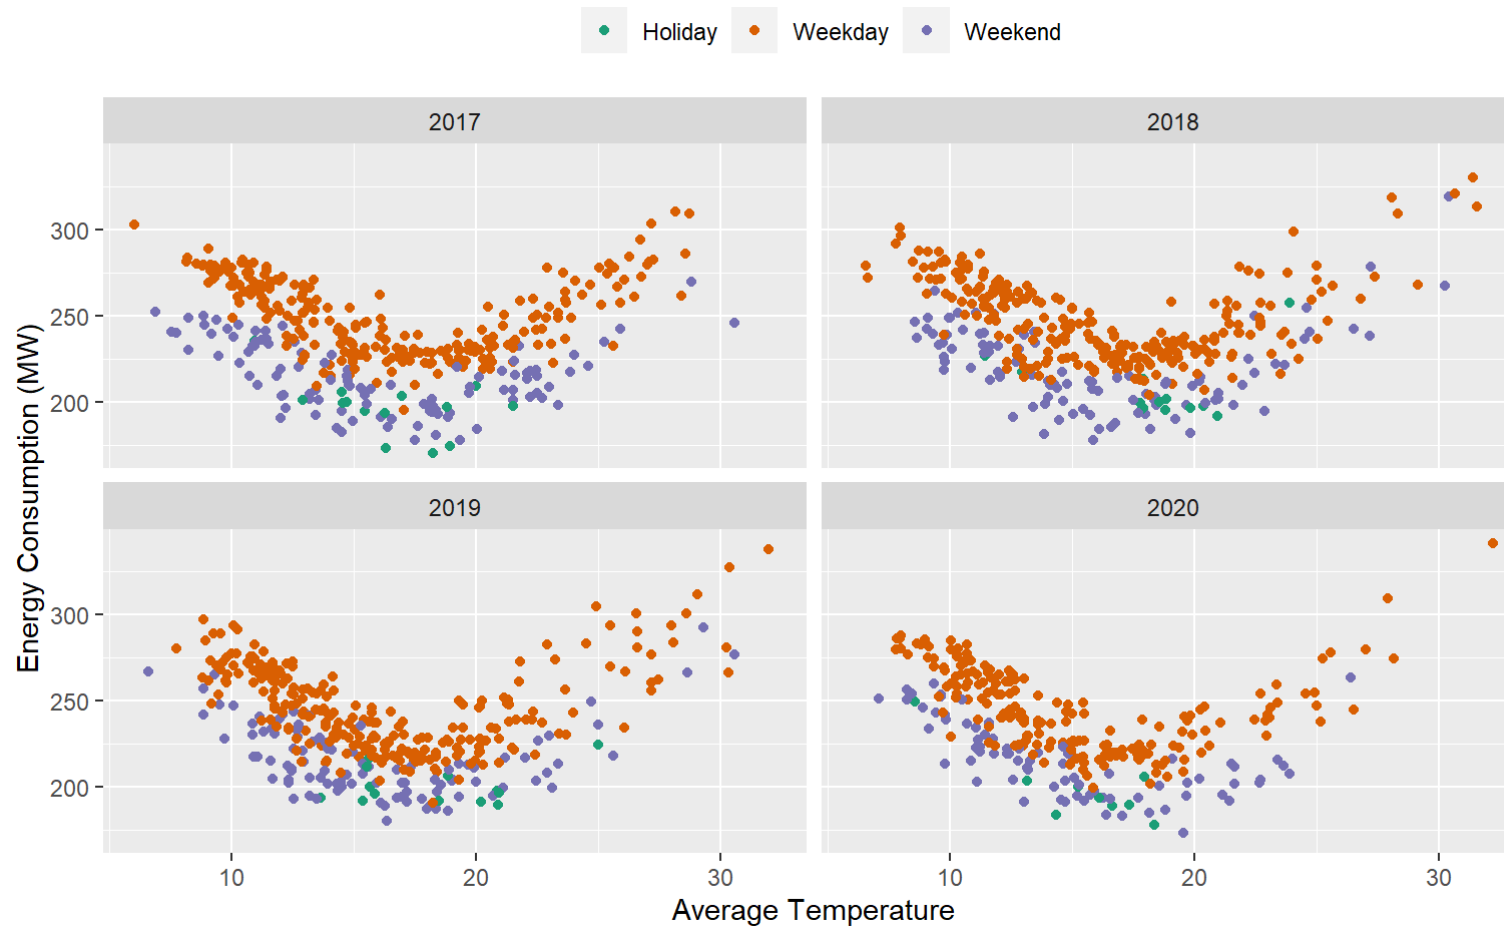 Holiday Weekday Weekend
2017 2018
300
250
200
2019 2020
300
250
200
10 20 30 10 20 30
Energy Consumption (MW)
Average Temperature